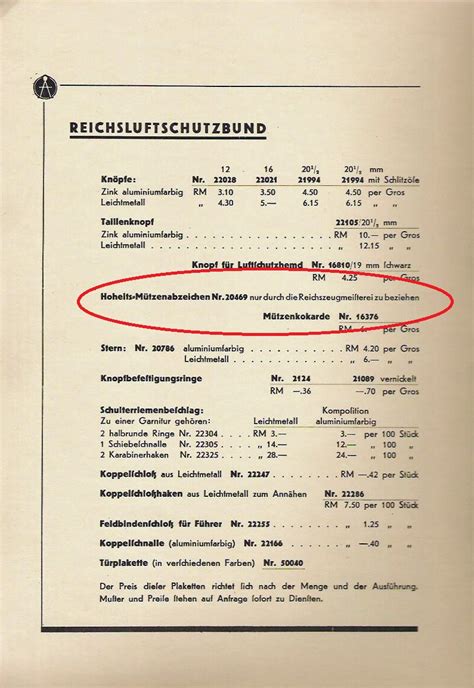 A
REICHSLUFTSCHUTZBUND
12 16 20½ 20½ mm
Knöpfe: Nr. 22028 22021 21994 21994 mit Schlitzöse
Zink aluminiumfarbig RM 3.10 3.50 4.50 4.50 per Gros
Leichtmetall „ 4.30 5.— 6.15 6.15 „
Taillenknopf 22105/20½ mm
Zink aluminiumfarbig . . . RM 10.— per Gros
Leichtmetall . . . „ 12.15 „ „
Knopf für Luftſchutzhemd Nr. 16810/19 mm ſchwarz
RM 4.25 per Gros
Hoheits-Mützenabzeichen Nr. 20469 nur durch die Reichszeugmeiſterei zu beziehen
Mützenkokarde Nr. 16376
RM 6. per Gros
Stern: Nr. 20786 aluminiumfarbig . . . RM 4.20 per Gros
Leichtmetall . . . „ 6.— „ „
Knopfbefeſtigungsringe Nr. 2124 21089 vernickelt
RM —.36 —.70 per Gros
Schulterriemenbeſchlag: Kompoſition
Zu einer Garnitur gehören: Leichtmetall aluminiumfarbig
2 halbrunde Ringe Nr. 22304 . . . RM 3.— 3.— per 100 Stück
1 Schiebeſchnalle Nr. 22305 . . . „ 14.— 12.— „ 100 „
2 Karabinerhaken Nr. 22325 . . . „ 28.— 24.— „ 100 „
Koppelſchloß aus Leichtmetall Nr. 22247 . . . RM —.42 per Stück
Koppelſchloßhaken aus Leichtmetall zum Annähen Nr. 22286
RM 7.50 per 100 Stück
Feldbindenſchloß für Führer Nr. 22255 . . . „ 1.25 „ „
Koppelſchnalle (aluminiumfarbig) Nr. 22166 . . . „ —.40 „ „
Türplakette (in verſchiedenen Farben) Nr. 50040
Der Preis dieſer Plaketten richtet ſich nach der Menge und der Ausführung.
Muſter und Preiſe ſtehen auf Anfrage ſofort zu Dienſten.